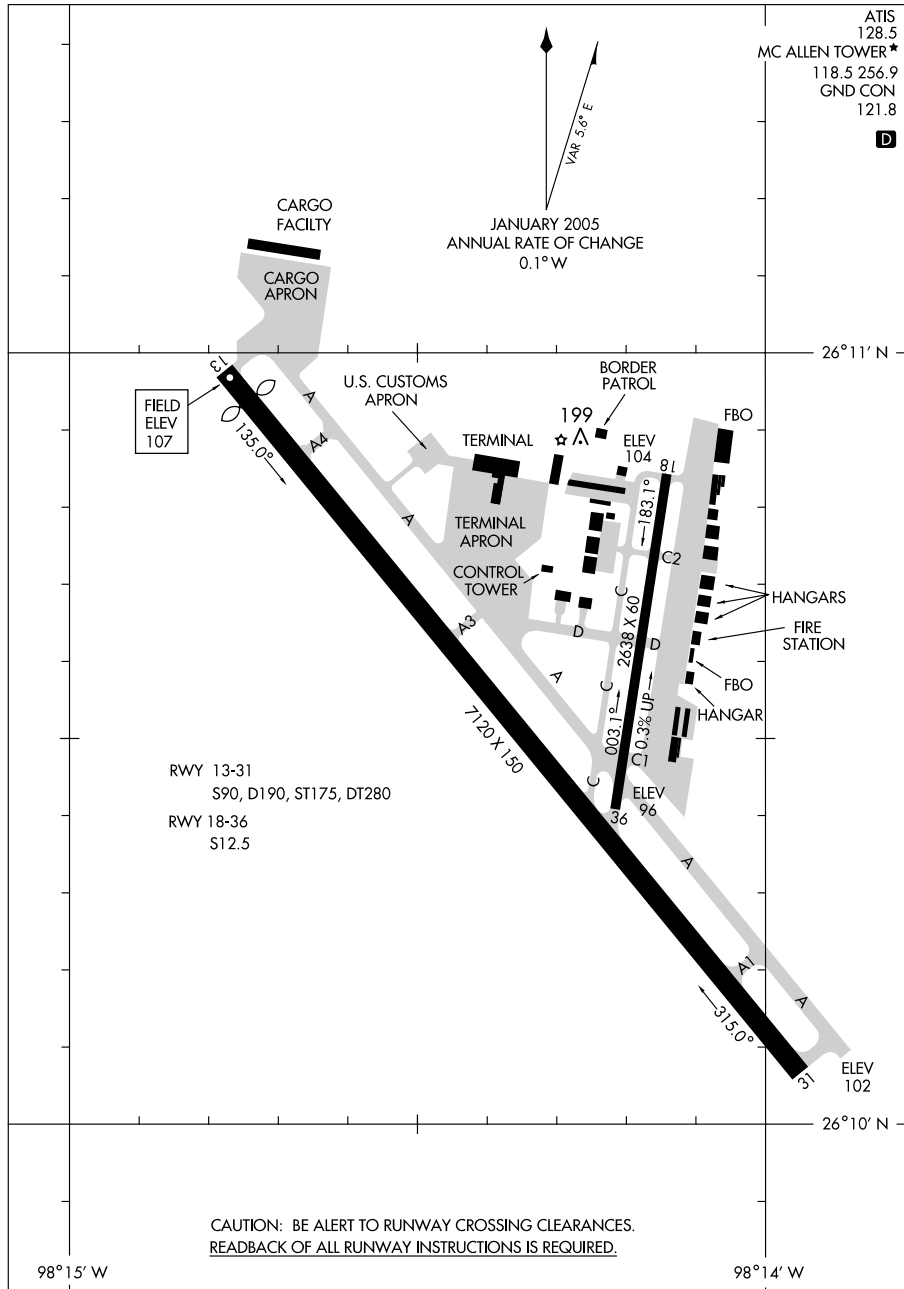 ATIS
128.5
MC ALLEN TOWER★
118.5 256.9
GND CON
121.8
D
VAR 5.6° E
JANUARY 2005
ANNUAL RATE OF CHANGE
0.1° W
CARGO
FACILTY
CARGO
APRON
26°11' N
13
FIELD
ELEV
107
135.0°
A
A4
U.S. CUSTOMS
APRON
A
TERMINAL
TERMINAL
APRON
199
BORDER
PATROL
ELEV
104
18
FBO
183.1°
C2
CONTROL
TOWER
C
2638 X 60
HANGARS
FIRE
STATION
D
D
A3
A
C
FBO
HANGAR
003.1°
0.3% UP
7120 X 150
C1
C
ELEV
96
36
RWY 13-31
S90, D190, ST175, DT280
RWY 18-36
S12.5
A
A1
A
315.0°
31
ELEV
102
26°10' N
CAUTION: BE ALERT TO RUNWAY CROSSING CLEARANCES.
READBACK OF ALL RUNWAY INSTRUCTIONS IS REQUIRED.
98°15' W
98°14' W